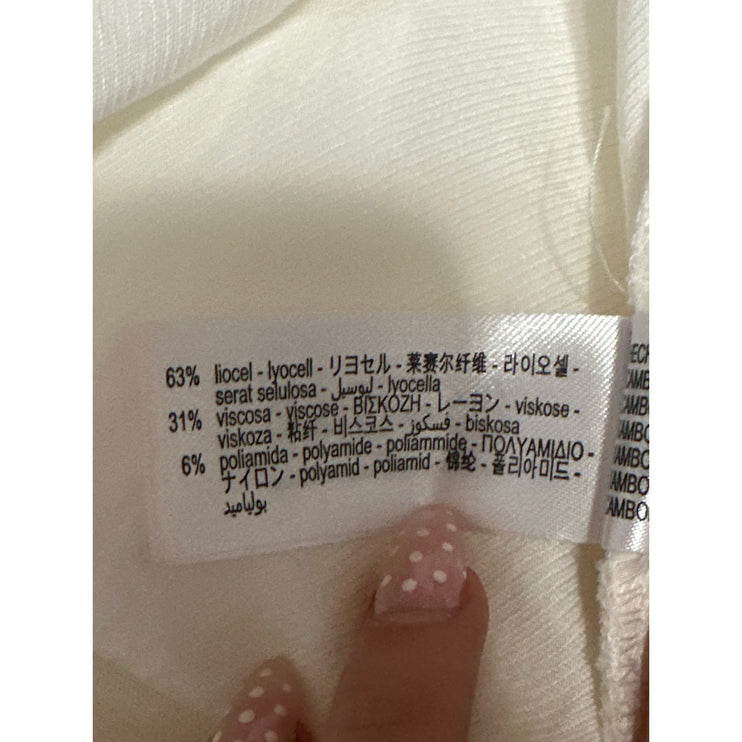 63% liocel - lyocell - リヨセル - 莱赛尔纤维 - 라이오셀 -
serat selulosa - ليوسيل - lyocella
31% viscosa - viscose - ΒΙΣΚΟΖΗ - レーヨン - viskose -
viskoza - 粘纤 - 비스코스 - فسكوز - biskosa
6% poliamida - polyamide - poliammide - ΠΟΛΥΑΜΙΔΙΟ -
ナイロン - polyamid - poliamid - 锦纶 - 폴리아미드 -
بولياميد